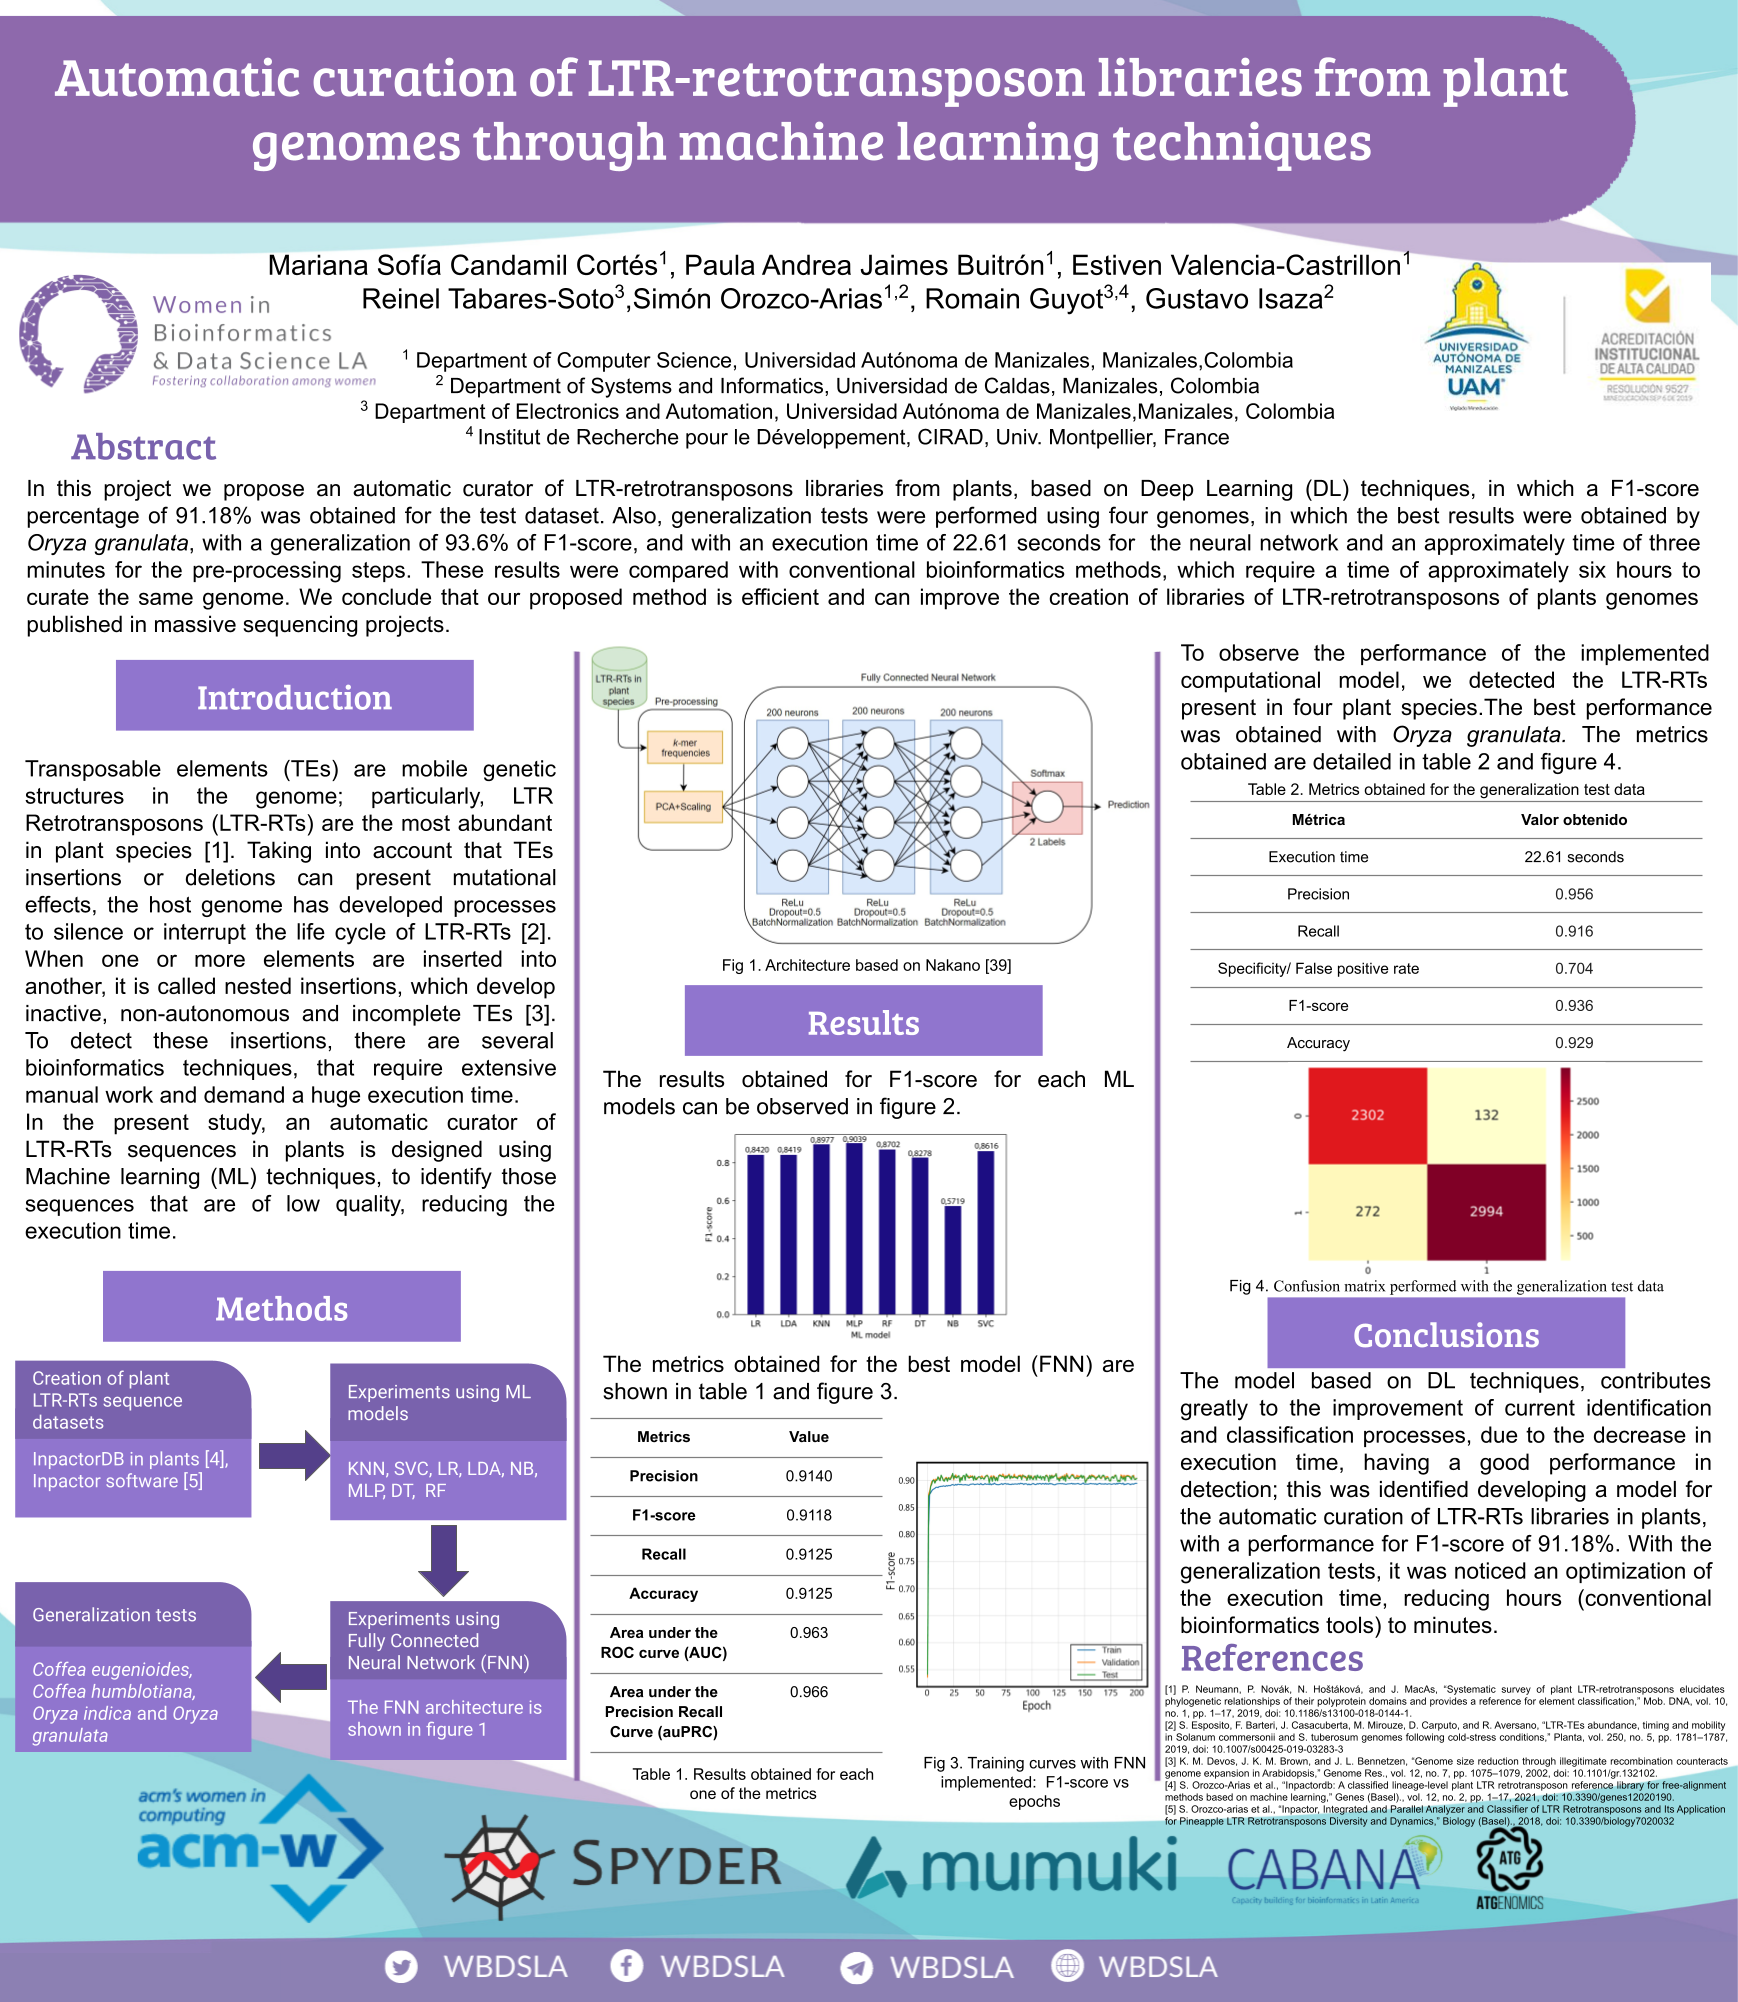 Automatic curation of LTR-retrotransposon libraries from plant
genomes through machine learning techniques
Mariana Sofía Candamil Cortés1, Paula Andrea Jaimes Buitrón1, Estiven Valencia-Castrillon1
Reinel Tabares-Soto3,Simón Orozco-Arias1,2, Romain Guyot3,4, Gustavo Isaza2
1 Department of Computer Science, Universidad Autónoma de Manizales, Manizales,Colombia
2 Department of Systems and Informatics, Universidad de Caldas, Manizales, Colombia
3 Department of Electronics and Automation, Universidad Autónoma de Manizales,Manizales, Colombia
4 Institut de Recherche pour le Développement, CIRAD, Univ. Montpellier, France
Women in
Bioinformatics
& Data Science LA
Fostering collaboration among women
UNIVERSIDAD
AUTÓNOMA DE
MANIZALES
UAM
Vigilada Mineducación
ACREDITACIÓN
INSTITUCIONAL
DE ALTA CALIDAD
RESOLUCIÓN 9527
MINEDUCACIÓN SEP 6 DE 2019
Abstract
In this project we propose an automatic curator of LTR-retrotransposons libraries from plants, based on Deep Learning (DL) techniques, in which a F1-score
percentage of 91.18% was obtained for the test dataset. Also, generalization tests were performed using four genomes, in which the best results were obtained by
Oryza granulata, with a generalization of 93.6% of F1-score, and with an execution time of 22.61 seconds for the neural network and an approximately time of three
minutes for the pre-processing steps. These results were compared with conventional bioinformatics methods, which require a time of approximately six hours to
curate the same genome. We conclude that our proposed method is efficient and can improve the creation of libraries of LTR-retrotransposons of plants genomes
published in massive sequencing projects.
Introduction
Transposable elements (TEs) are mobile genetic
structures in the genome; particularly, LTR
Retrotransposons (LTR-RTs) are the most abundant
in plant species [1]. Taking into account that TEs
insertions or deletions can present mutational
effects, the host genome has developed processes
to silence or interrupt the life cycle of LTR-RTs [2].
When one or more elements are inserted into
another, it is called nested insertions, which develop
inactive, non-autonomous and incomplete TEs [3].
To detect these insertions, there are several
bioinformatics techniques, that require extensive
manual work and demand a huge execution time.
In the present study, an automatic curator of
LTR-RTs sequences in plants is designed using
Machine learning (ML) techniques, to identify those
sequences that are of low quality, reducing the
execution time.
Methods
Creation of plant
LTR-RTs sequence
datasets
InpactorDB in plants [4],
Inpactor software [5]
Experiments using ML
models
KNN, SVC, LR, LDA, NB,
MLP, DT, RF
Experiments using
Fully Connected
Neural Network (FNN)
The FNN architecture is
shown in figure 1
Generalization tests
Coffea eugenioides,
Coffea humblotiana,
Oryza indica and Oryza
granulata
LTR-RTs in
plant
species
Pre-processing
k-mer
frequencies
PCA+Scaling
Fully Connected Neural Network
200 neurons
200 neurons
200 neurons
ReLu
Dropout=0.5
BatchNormalization
ReLu
Dropout=0.5
BatchNormalization
ReLu
Dropout=0.5
BatchNormalization
Softmax
2 Labels
Prediction
Fig 1. Architecture based on Nakano [39]
Results
The results obtained for F1-score for each ML
models can be observed in figure 2.
F1-score
0.8
0.6
0.4
0.2
0.0
0,8420 0,8419 0,8977 0,9039 0,8702 0,8278 0,5719 0,8616
LR LDA KNN MLP RF DT NB SVC
ML model
The metrics obtained for the best model (FNN) are
shown in table 1 and figure 3.
Metrics Value
Precision 0.9140
F1-score 0.9118
Recall 0.9125
Accuracy 0.9125
Area under the
ROC curve (AUC) 0.963
Area under the
Precision Recall
Curve (auPRC) 0.966
Table 1. Results obtained for each
one of the metrics
F1-score
0.90
0.85
0.80
0.75
0.70
0.65
0.60
0.55
Train
Validation
Test
0 25 50 75 100 125 150 175 200
Epoch
Fig 3. Training curves with FNN
implemented: F1-score vs
epochs
To observe the performance of the implemented
computational model, we detected the LTR-RTs
present in four plant species.The best performance
was obtained with Oryza granulata. The metrics
obtained are detailed in table 2 and figure 4.
Table 2. Metrics obtained for the generalization test data
Métrica Valor obtenido
Execution time 22.61 seconds
Precision 0.956
Recall 0.916
Specificity/ False positive rate 0.704
F1-score 0.936
Accuracy 0.929
0 2302 132
1 272 2994
0 1
2500
2000
1500
1000
500
Fig 4. Confusion matrix performed with the generalization test data
Conclusions
The model based on DL techniques, contributes
greatly to the improvement of current identification
and classification processes, due to the decrease in
execution time, having a good performance in
detection; this was identified developing a model for
the automatic curation of LTR-RTs libraries in plants,
with a performance for F1-score of 91.18%. With the
generalization tests, it was noticed an optimization of
the execution time, reducing hours (conventional
bioinformatics tools) to minutes.
References
[1] P. Neumann, P. Novák, N. Hoštáková, and J. MacAs, “Systematic survey of plant LTR-retrotransposons elucidates
phylogenetic relationships of their polyprotein domains and provides a reference for element classification,” Mob. DNA, vol. 10,
no. 1, pp. 1–17, 2019, doi: 10.1186/s13100-018-0144-1.
[2] S. Esposito, F. Barteri, J. Casacuberta, M. Mirouze, D. Carputo, and R. Aversano, “LTR-TEs abundance, timing and mobility
in Solanum commersonii and S. tuberosum genomes following cold-stress conditions,” Planta, vol. 250, no. 5, pp. 1781–1787,
2019, doi: 10.1007/s00425-019-03283-3
[3] K. M. Devos, J. K. M. Brown, and J. L. Bennetzen, “Genome size reduction through illegitimate recombination counteracts
genome expansion in Arabidopsis,” Genome Res., vol. 12, no. 7, pp. 1075–1079, 2002, doi: 10.1101/gr.132102.
[4] S. Orozco-Arias et al., “Inpactordb: A classified lineage-level plant LTR retrotransposon reference library for free-alignment
methods based on machine learning,” Genes (Basel)., vol. 12, no. 2, pp. 1–17, 2021, doi: 10.3390/genes12020190.
[5] S. Orozco-arias et al., “Inpactor, Integrated and Parallel Analyzer and Classifier of LTR Retrotransposons and Its Application
for Pineapple LTR Retrotransposons Diversity and Dynamics,” Biology (Basel)., 2018, doi: 10.3390/biology7020032
acm's women in
computing
acm-w
SPYDER
mumuki
CABANA
Capacity building for bioinformatics in Latin America
ATG
ATGENOMICS
WBDSLA WBDSLA WBDSLA WBDSLA